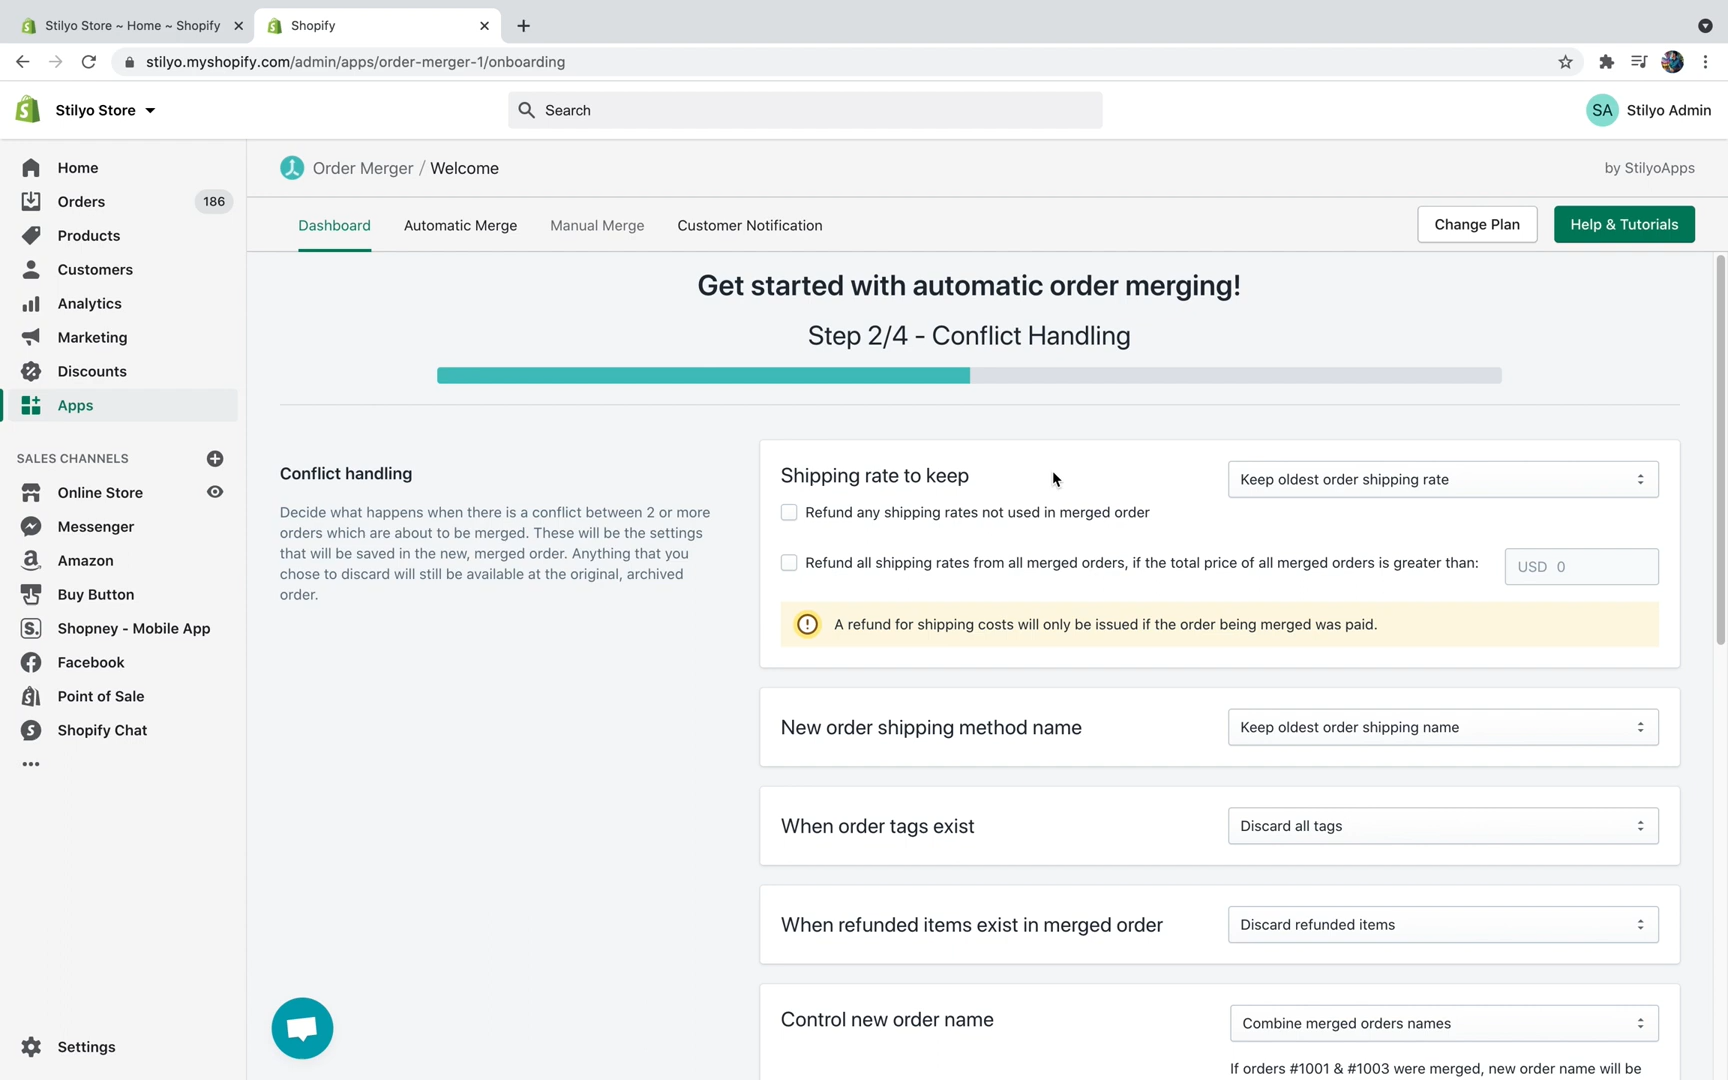 Stilyo Store ~ Home ~ Shopify
Shopify
stilyo.myshopify.com/admin/apps/order-merger-1/onboarding
Stilyo Store
Search
SA Stilyo Admin
Home
Orders 186
Products
Customers
Analytics
Marketing
Discounts
Apps
SALES CHANNELS
Online Store
Messenger
Amazon
Buy Button
Shopney - Mobile App
Facebook
Point of Sale
Shopify Chat
Settings
Order Merger / Welcome
by StilyoApps
Dashboard Automatic Merge Manual Merge Customer Notification Change Plan Help & Tutorials
Get started with automatic order merging!
Step 2/4 - Conflict Handling
Conflict handling
Decide what happens when there is a conflict between 2 or more
orders which are about to be merged. These will be the settings
that will be saved in the new, merged order. Anything that you
chose to discard will still be available at the original, archived
order.
Shipping rate to keep Keep oldest order shipping rate
Refund any shipping rates not used in merged order
Refund all shipping rates from all merged orders, if the total price of all merged orders is greater than: USD 0
A refund for shipping costs will only be issued if the order being merged was paid.
New order shipping method name Keep oldest order shipping name
When order tags exist Discard all tags
When refunded items exist in merged order Discard refunded items
Control new order name Combine merged orders names
If orders #1001 & #1003 were merged, new order name will be